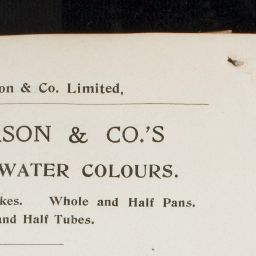 on & Co. Limited,
SON & CO.'S
WATER COLOURS.
kes. Whole and Half Pans.
and Half Tubes.